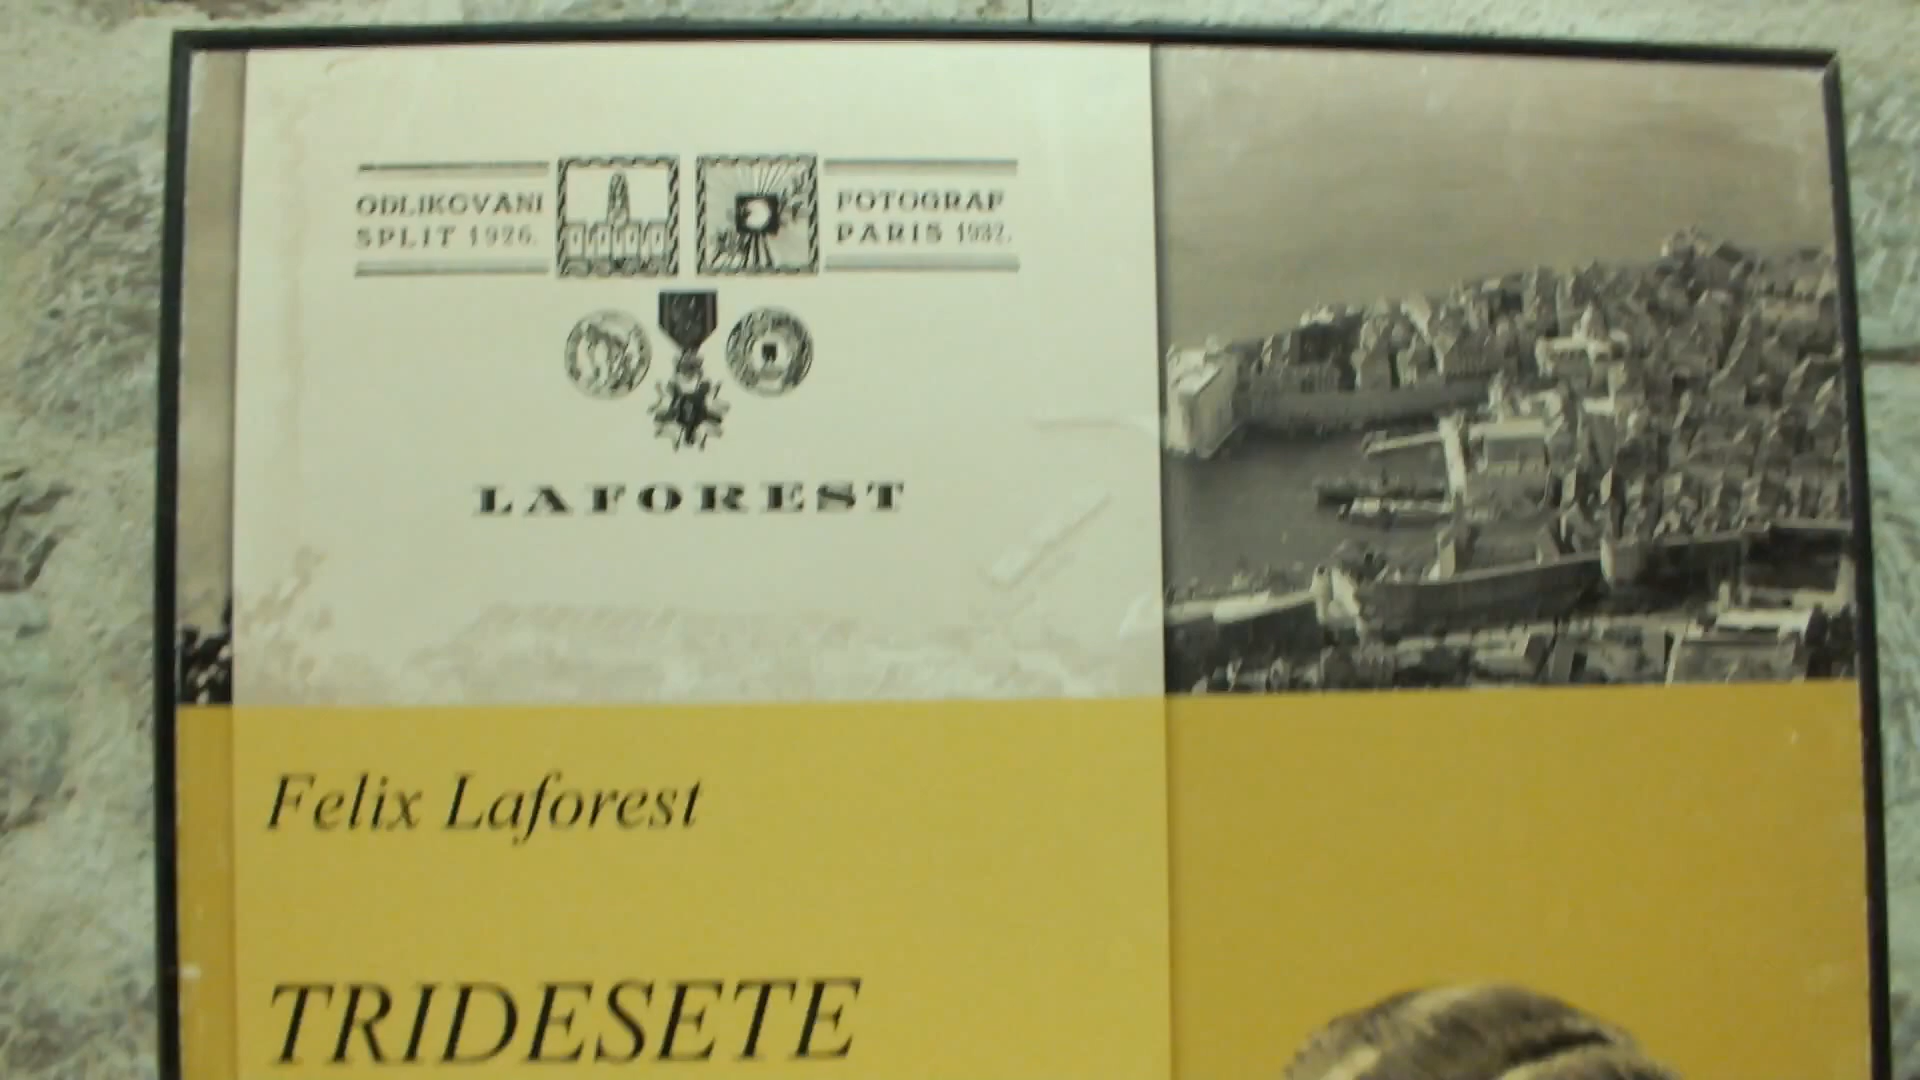 ODLIKOVANI
SPLIT 1926.
FOTOGRAF
PARIS 1932.
LAFOREST
Felix Laforest
TRIDESETE